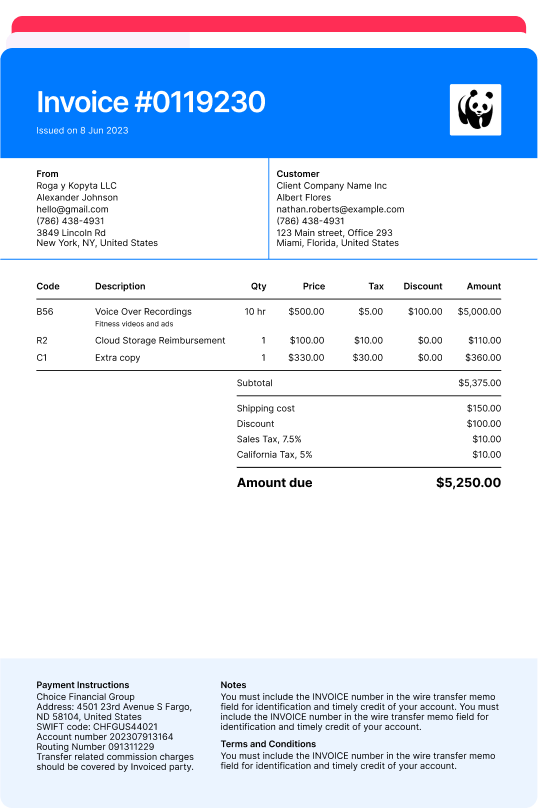 Invoice #0119230
Issued on 8 Jun 2023
From
Roga y Kopyta LLC
Alexander Johnson
hello@gmail.com
(786) 438-4931
3849 Lincoln Rd
New York, NY, United States
Customer
Client Company Name Inc
Albert Flores
nathan.roberts@example.com
(786) 438-4931
123 Main street, Office 293
Miami, Florida, United States
Code Description Qty Price Tax Discount Amount
B56 Voice Over Recordings 10 hr $500.00 $5.00 $100.00 $5,000.00
Fitness videos and ads
R2 Cloud Storage Reimbursement 1 $100.00 $10.00 $0.00 $110.00
C1 Extra copy 1 $330.00 $30.00 $0.00 $360.00
Subtotal $5,375.00
Shipping cost $150.00
Discount $100.00
Sales Tax, 7.5% $10.00
California Tax, 5% $10.00
Amount due $5,250.00
Payment Instructions
Choice Financial Group
Address: 4501 23rd Avenue S Fargo,
ND 58104, United States
SWIFT code: CHFGUS44021
Account number 202307913164
Routing Number 091311229
Transfer related commission charges
should be covered by Invoiced party.
Notes
You must include the INVOICE number in the wire transfer memo
field for identification and timely credit of your account. You must
include the INVOICE number in the wire transfer memo field for
identification and timely credit of your account.
Terms and Conditions
You must include the INVOICE number in the wire transfer memo
field for identification and timely credit of your account.